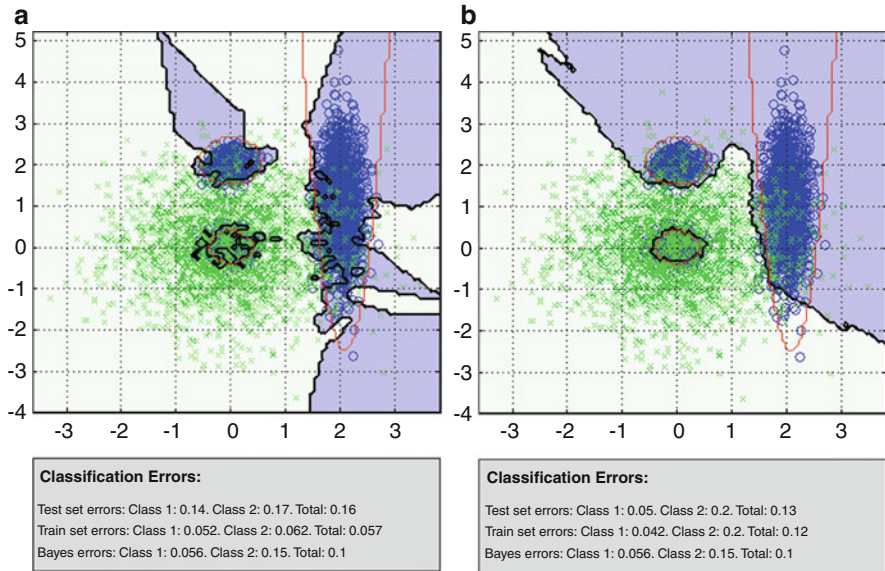 a
b
5
4
3
2
1
0
-1
-2
-3
-4
-3 -2 -1 0 1 2 3
5
4
3
2
1
0
-1
-2
-3
-4
-3 -2 -1 0 1 2 3
Classification Errors:
Test set errors: Class 1: 0.14. Class 2: 0.17. Total: 0.16
Train set errors: Class 1: 0.052. Class 2: 0.062. Total: 0.057
Bayes errors: Class 1: 0.056. Class 2: 0.15. Total: 0.1
Classification Errors:
Test set errors: Class 1: 0.05. Class 2: 0.2. Total: 0.13
Train set errors: Class 1: 0.042. Class 2: 0.2. Total: 0.12
Bayes errors: Class 1: 0.056. Class 2: 0.15. Total: 0.1